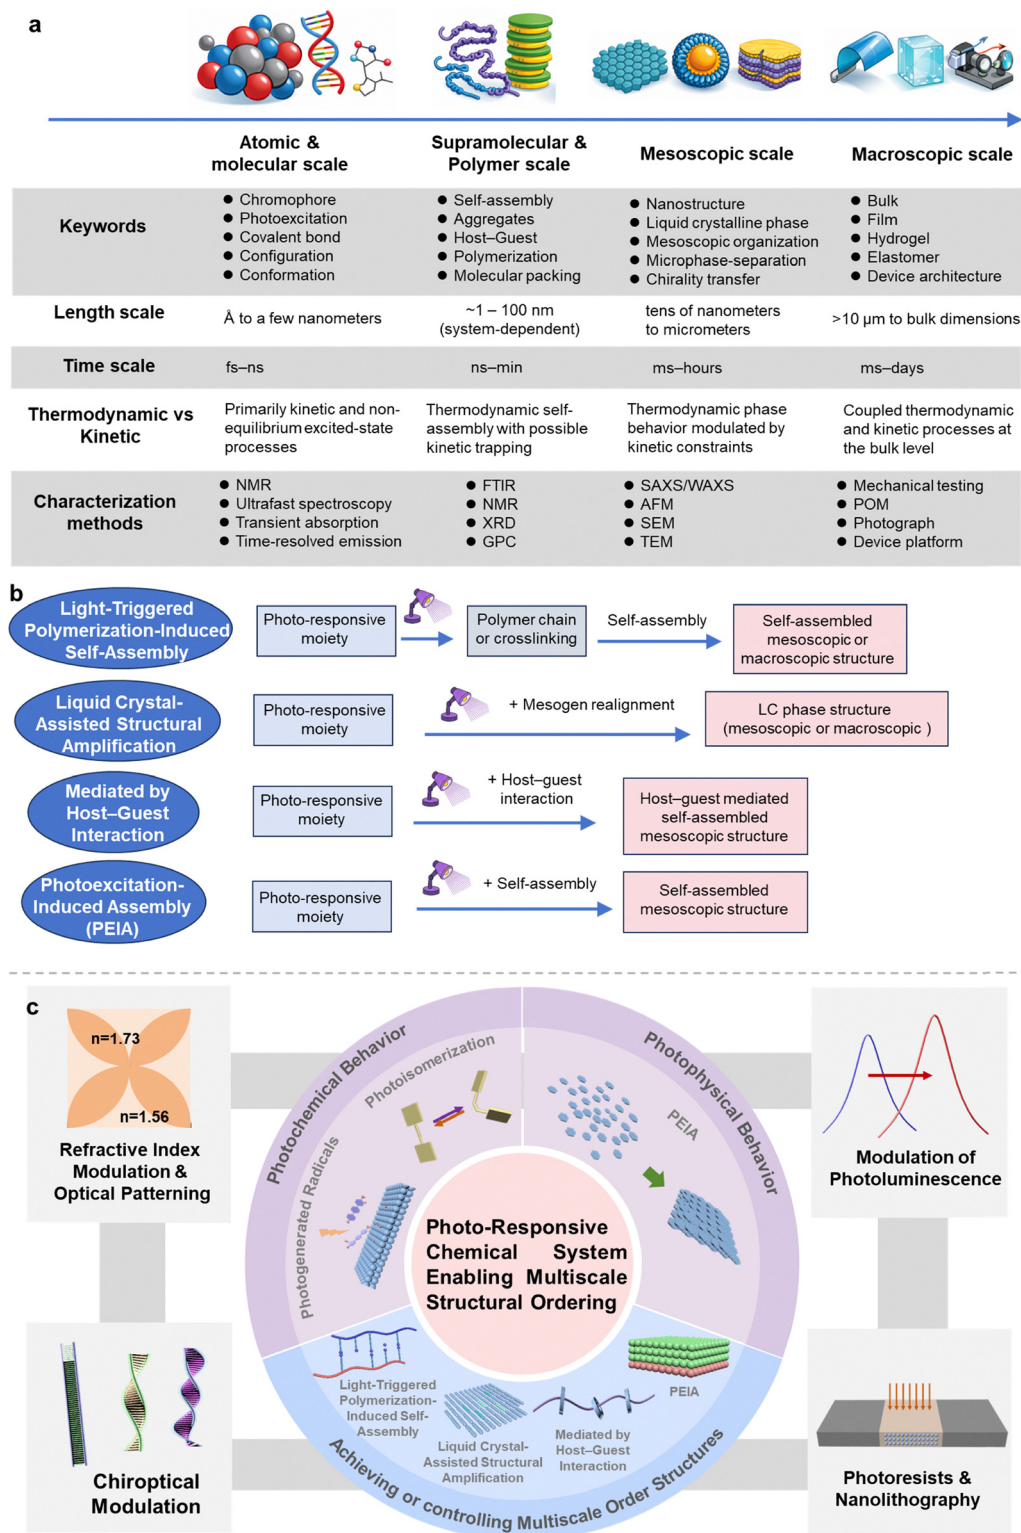 a
Atomic &
molecular scale
Supramolecular &
Polymer scale
Mesoscopic scale
Macroscopic scale
Keywords
● Chromophore
● Photoexcitation
● Covalent bond
● Configuration
● Conformation
● Self-assembly
● Aggregates
● Host–Guest
● Polymerization
● Molecular packing
● Nanostructure
● Liquid crystalline phase
● Mesoscopic organization
● Microphase-separation
● Chirality transfer
● Bulk
● Film
● Hydrogel
● Elastomer
● Device architecture
Length scale
Å to a few nanometers
~1 – 100 nm
(system-dependent)
tens of nanometers
to micrometers
>10 μm to bulk dimensions
Time scale
fs–ns
ns–min
ms–hours
ms–days
Thermodynamic vs
Kinetic
Primarily kinetic and non-
equilibrium excited-state
processes
Thermodynamic self-
assembly with possible
kinetic trapping
Thermodynamic phase
behavior modulated by
kinetic constraints
Coupled thermodynamic
and kinetic processes at
the bulk level
Characterization
methods
● NMR
● Ultrafast spectroscopy
● Transient absorption
● Time-resolved emission
● FTIR
● NMR
● XRD
● GPC
● SAXS/WAXS
● AFM
● SEM
● TEM
● Mechanical testing
● POM
● Photograph
● Device platform
b
Light-Triggered
Polymerization-Induced
Self-Assembly
Photo-responsive
moiety
Polymer chain
or crosslinking
Self-assembly
Self-assembled
mesoscopic or
macroscopic structure
Liquid Crystal-
Assisted Structural
Amplification
Photo-responsive
moiety
+ Mesogen realignment
LC phase structure
(mesoscopic or macroscopic )
Mediated by
Host–Guest
Interaction
Photo-responsive
moiety
+ Host–guest
interaction
Host–guest mediated
self-assembled
mesoscopic structure
Photoexcitation-
Induced Assembly
(PEIA)
Photo-responsive
moiety
+ Self-assembly
Self-assembled
mesoscopic structure
c
n=1.73
n=1.56
Refractive Index
Modulation &
Optical Patterning
Photochemical Behavior
Photoisomerization
Photogenerated Radicals
Photophysical Behavior
PEIA
Modulation of
Photoluminescence
Photo-Responsive
Chemical System
Enabling Multiscale
Structural Ordering
Light-Triggered
Polymerization-
Induced Self-
Assembly
Liquid Crystal-
Assisted Structural
Amplification
Mediated by
Host–Guest
Interaction
PEIA
Achieving or controlling Multiscale Order Structures
Chiroptical
Modulation
Photoresists &
Nanolithography